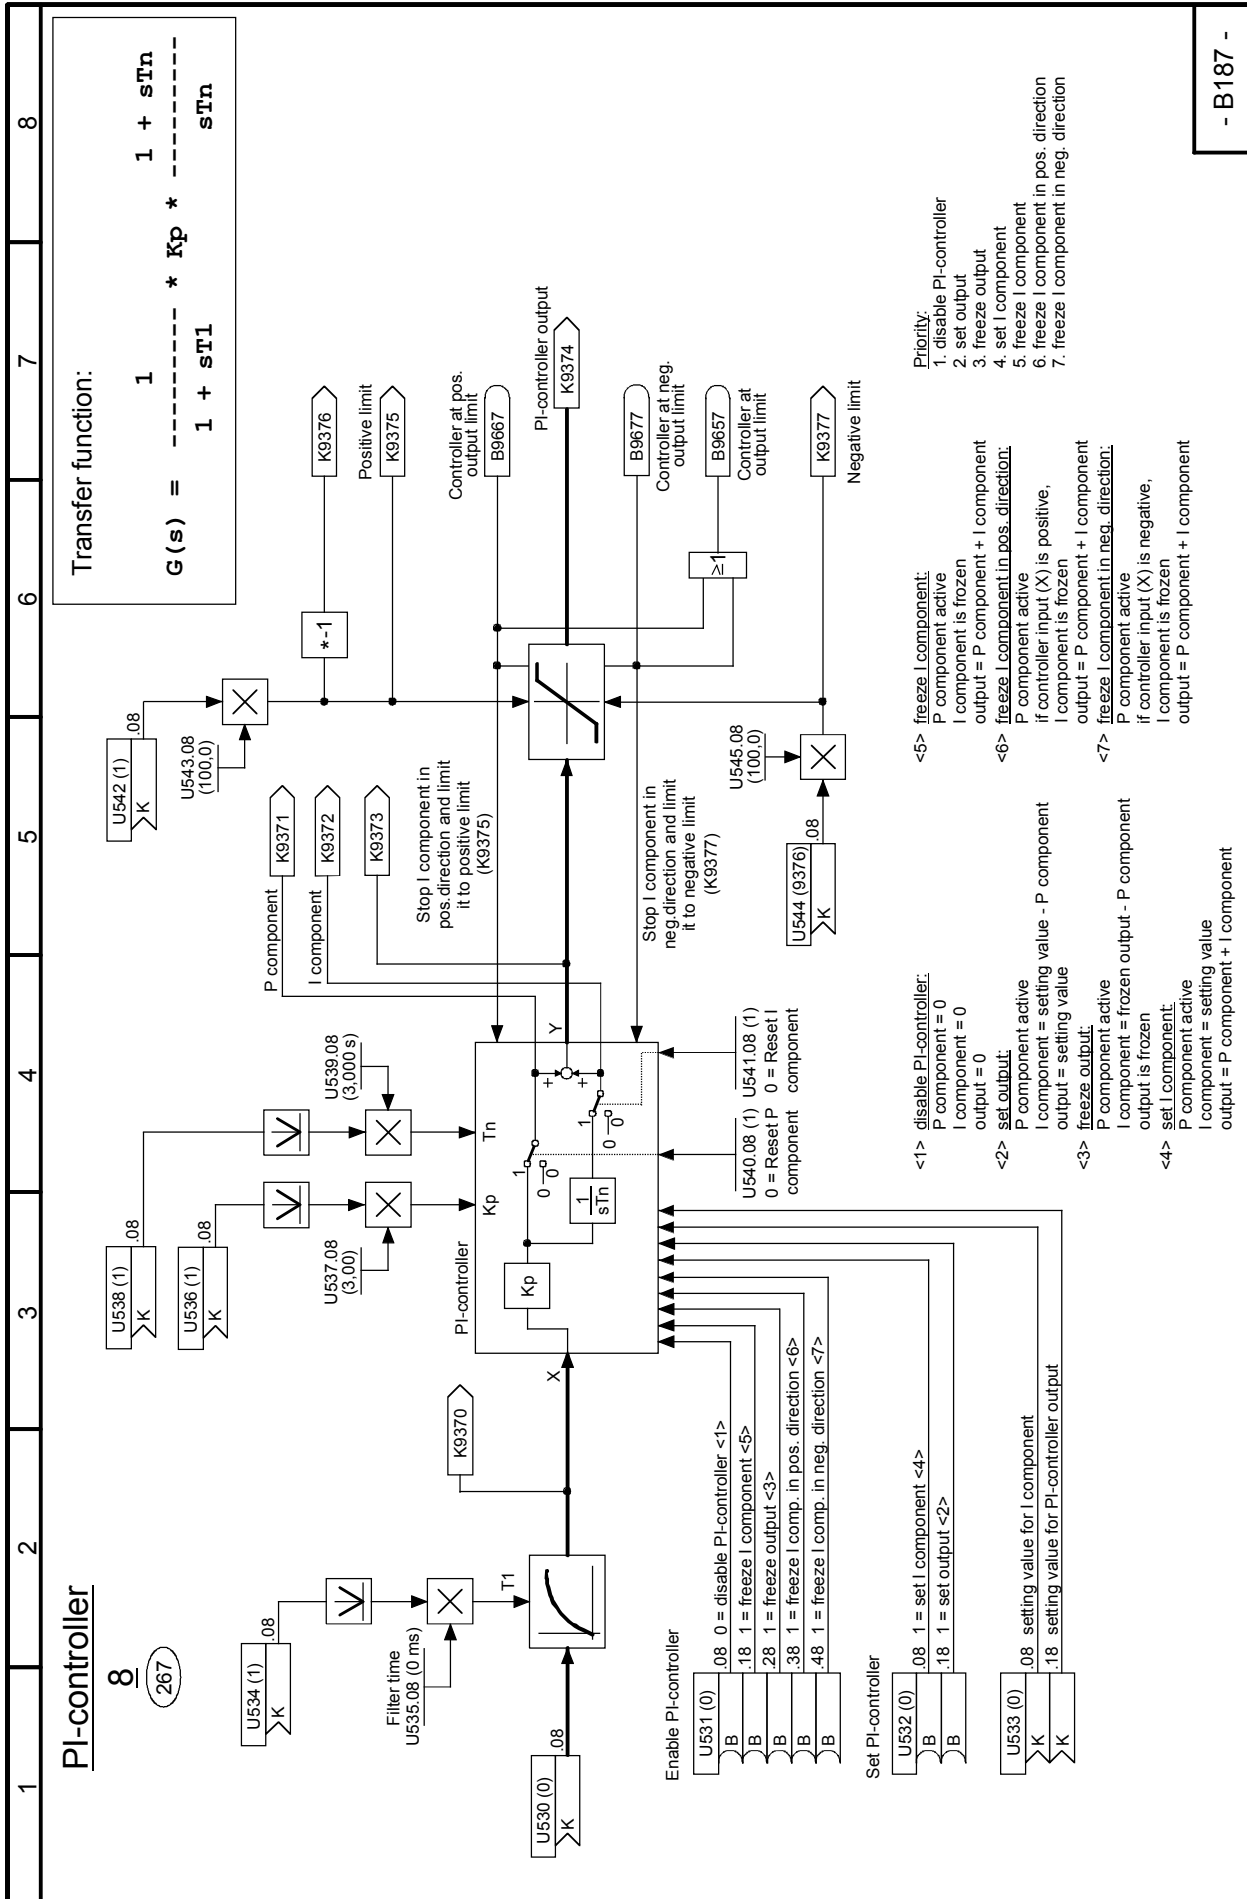 1 2 3 4 5 6 7 8
PI-controller
8
267
Transfer function:
1 1 + sTn
G(s) = -------- * Kp * ---------
1 + sT1 sTn
U534 (1)
K
.08
Filter time
U535.08 (0 ms)
T1
U530 (0)
K
.08
K9370
X
U538 (1)
K
.08
U536 (1)
K
.08
U537.08
(3,00)
U539.08
(3,000 s)
PI-controller
Kp
Tn
Kp
1
sTn
1
0
0
1
0
0
+
+
Y
U540.08 (1)
0 = Reset P
component
U541.08 (1)
0 = Reset I
component
P component
K9371
I component
K9372
K9373
Stop I component in
pos.direction and limit
it to positive limit
(K9375)
Stop I component in
neg.direction and limit
it to negative limit
(K9377)
U542 (1)
K
.08
U543.08
(100,0)
*-1
K9376
Positive limit
K9375
Controller at pos.
output limit
B9667
PI-controller output
K9374
B9677
Controller at neg.
output limit
≥1
B9657
Controller at
output limit
K9377
Negative limit
U545.08
(100,0)
U544 (9376)
K
.08
Enable PI-controller
U531 (0)
B .08 0 = disable PI-controller <1>
B .18 1 = freeze I component <5>
B .28 1 = freeze output <3>
B .38 1 = freeze I comp. in pos. direction <6>
B .48 1 = freeze I comp. in neg. direction <7>
Set PI-controller
U532 (0)
B .08 1 = set I component <4>
B .18 1 = set output <2>
U533 (0)
K .08 setting value for I component
K .18 setting value for PI-controller output
<1> disable PI-controller:
P component = 0
I component = 0
output = 0
<2> set output:
P component active
I component = setting value - P component
output = setting value
<3> freeze output:
P component active
I component = frozen output - P component
output is frozen
<4> set I component:
P component active
I component = setting value
output = P component + I component
<5> freeze I component:
P component active
I component is frozen
output = P component + I component
<6> freeze I component in pos. direction:
P component active
if controller input (X) is positive,
I component is frozen
output = P component + I component
<7> freeze I component in neg. direction:
P component active
if controller input (X) is negative,
I component is frozen
output = P component + I component
Priority:
1. disable PI-controller
2. set output
3. freeze output
4. set I component
5. freeze I component
6. freeze I component in pos. direction
7. freeze I component in neg. direction
- B187 -